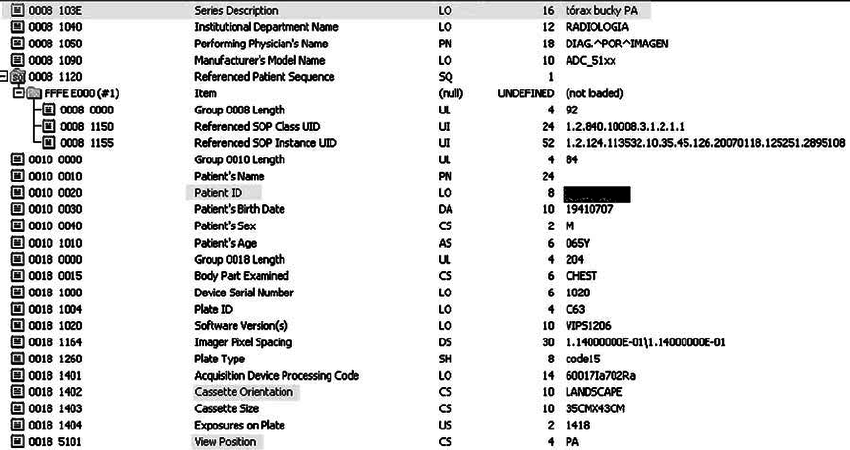 0008 103E Series Description LO 16 tórax bucky PA
0008 1040 Institutional Department Name LO 12 RADIOLOGIA
0008 1050 Performing Physician's Name PN 18 DIAG.^POR^IMAGEN
0008 1090 Manufacturer's Model Name LO 10 ADC_51xx
0008 1120 Referenced Patient Sequence SQ 1
FFFE E000 (#1) Item (null) UNDEFINED (not loaded)
0008 0000 Group 0008 Length UL 4 92
0008 1150 Referenced SOP Class UID UI 24 1.2.840.10008.3.1.2.1.1
0008 1155 Referenced SOP Instance UID UI 52 1.2.124.113532.10.35.45.126.20070118.125251.2895108
0010 0000 Group 0010 Length UL 4 84
0010 0010 Patient's Name PN 24
0010 0020 Patient ID LO 8
0010 0030 Patient's Birth Date DA 10 19410707
0010 0040 Patient's Sex CS 2 M
0010 1010 Patient's Age AS 6 065Y
0018 0000 Group 0018 Length UL 4 204
0018 0015 Body Part Examined CS 6 CHEST
0018 1000 Device Serial Number LO 6 1020
0018 1004 Plate ID LO 4 C63
0018 1020 Software Version(s) LO 10 VIPS1206
0018 1164 Imager Pixel Spacing DS 30 1.14000000E-01\1.14000000E-01
0018 1260 Plate Type SH 8 code15
0018 1401 Acquisition Device Processing Code LO 14 60017Ia702Ra
0018 1402 Cassette Orientation CS 10 LANDSCAPE
0018 1403 Cassette Size CS 10 35CMX43CM
0018 1404 Exposures on Plate US 2 1418
0018 5101 View Position CS 4 PA